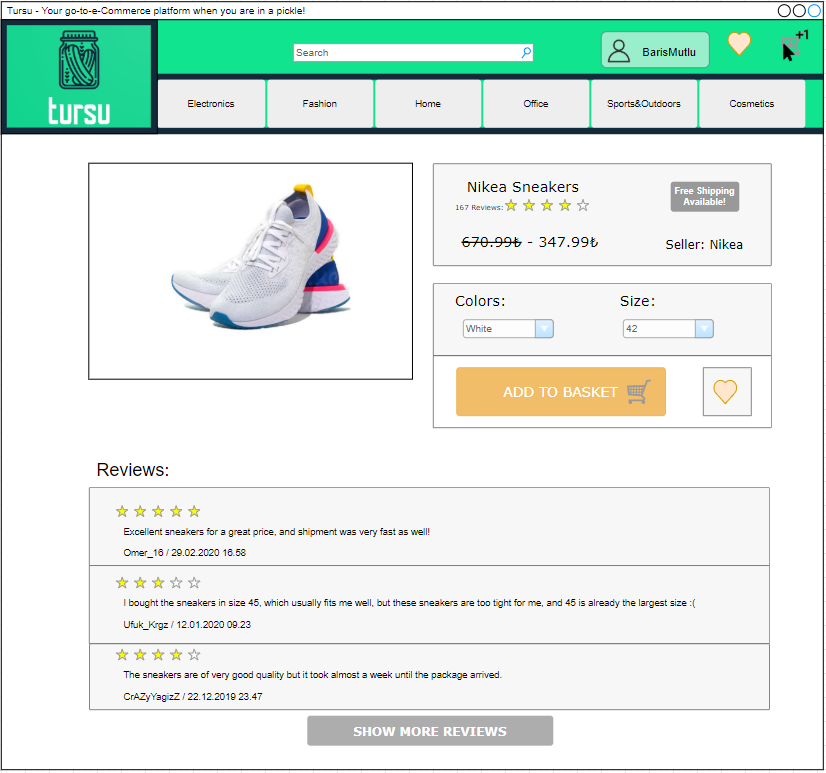 Tursu - Your go-to-e-Commerce platform when you are in a pickle!
tursu
Search
BarisMutlu
+1
Electronics
Fashion
Home
Office
Sports&Outdoors
Cosmetics
Nikea Sneakers
Free Shipping
Available!
167 Reviews:
670.99₺ - 347.99₺
Seller: Nikea
Colors:
Size:
White
42
ADD TO BASKET
Reviews:
Excellent sneakers for a great price, and shipment was very fast as well!
Omer_16 / 29.02.2020 16.58
I bought the sneakers in size 45, which usually fits me well, but these sneakers are too tight for me, and 45 is already the largest size :(
Ufuk_Krgz / 12.01.2020 09.23
The sneakers are of very good quality but it took almost a week until the package arrived.
CrAZyYagizZ / 22.12.2019 23.47
SHOW MORE REVIEWS